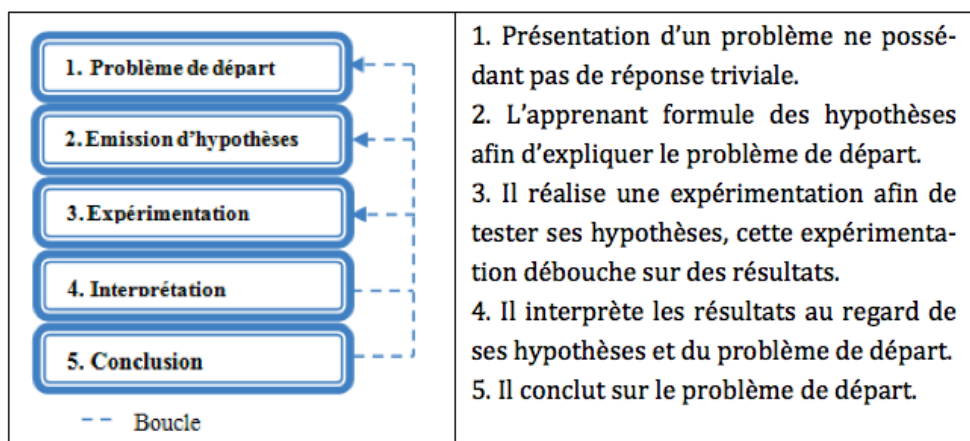 1. Problème de départ
2. Emission d'hypothèses
3. Expérimentation
4. Interprétation
5. Conclusion
-- Boucle
1. Présentation d'un problème ne possé-
dant pas de réponse triviale.
2. L'apprenant formule des hypothèses
afin d'expliquer le problème de départ.
3. Il réalise une expérimentation afin de
tester ses hypothèses, cette expérimenta-
tion débouche sur des résultats.
4. Il interprète les résultats au regard de
ses hypothèses et du problème de départ.
5. Il conclut sur le problème de départ.